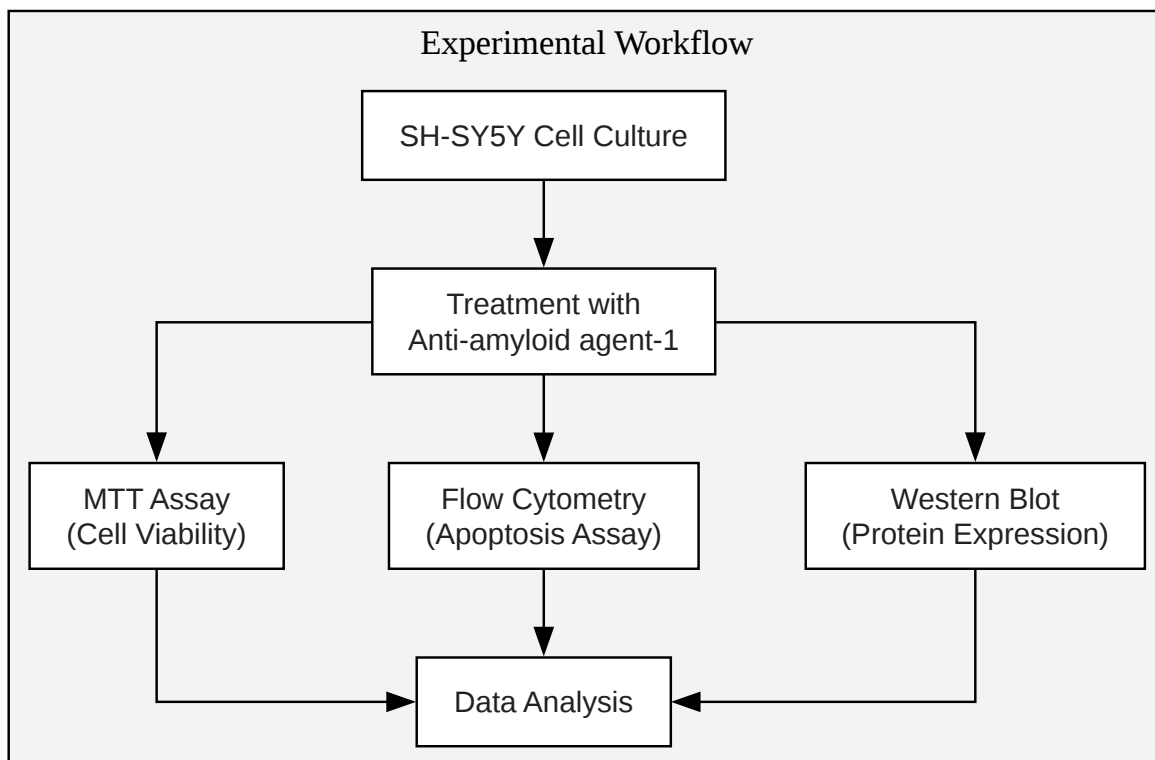 Experimental Workflow
SH-SY5Y Cell Culture
Treatment with
Anti-amyloid agent-1
MTT Assay
(Cell Viability)
Flow Cytometry
(Apoptosis Assay)
Western Blot
(Protein Expression)
Data Analysis